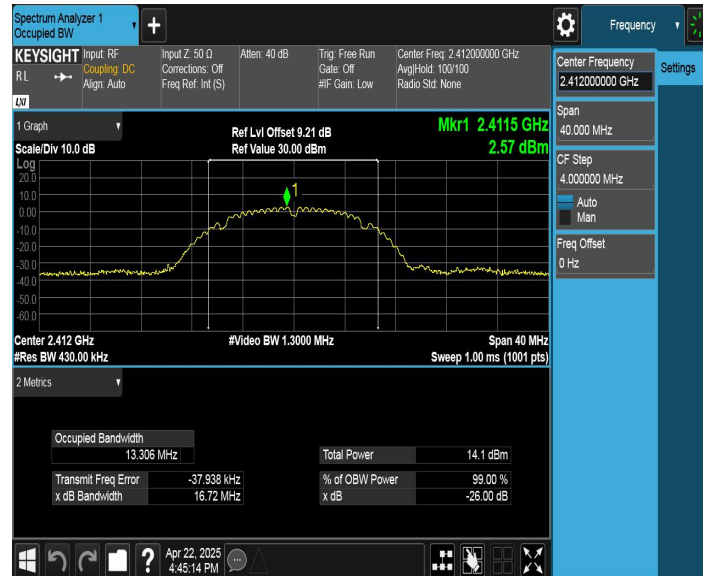 Spectrum Analyzer 1
Occupied BW
+
Frequency
KEYSIGHT
R L
LXI
Input: RF
Coupling: DC
Align: Auto
Input Z: 50 Ω
Corrections: Off
Freq Ref: Int (S)
Atten: 40 dB
Trig: Free Run
Gate: Off
#IF Gain: Low
Center Freq: 2.412000000 GHz
Avg|Hold: 100/100
Radio Std: None
Center Frequency
2.412000000 GHz
Settings
Span
40.000 MHz
CF Step
4.000000 MHz
Auto
Man
Freq Offset
0 Hz
1 Graph
Scale/Div 10.0 dB
Ref Lvl Offset 9.21 dB
Ref Value 30.00 dBm
Mkr1 2.4115 GHz
2.57 dBm
Log
20.0
10.0
0.00
-10.0
-20.0
-30.0
-40.0
-50.0
-60.0
1
Center 2.412 GHz
#Res BW 430.00 kHz
#Video BW 1.3000 MHz
Span 40 MHz
Sweep 1.00 ms (1001 pts)
2 Metrics
Occupied Bandwidth
13.306 MHz
Total Power 14.1 dBm
Transmit Freq Error -37.938 kHz
% of OBW Power 99.00 %
x dB Bandwidth 16.72 MHz
x dB -26.00 dB
?
Apr 22, 2025
4:45:14 PM